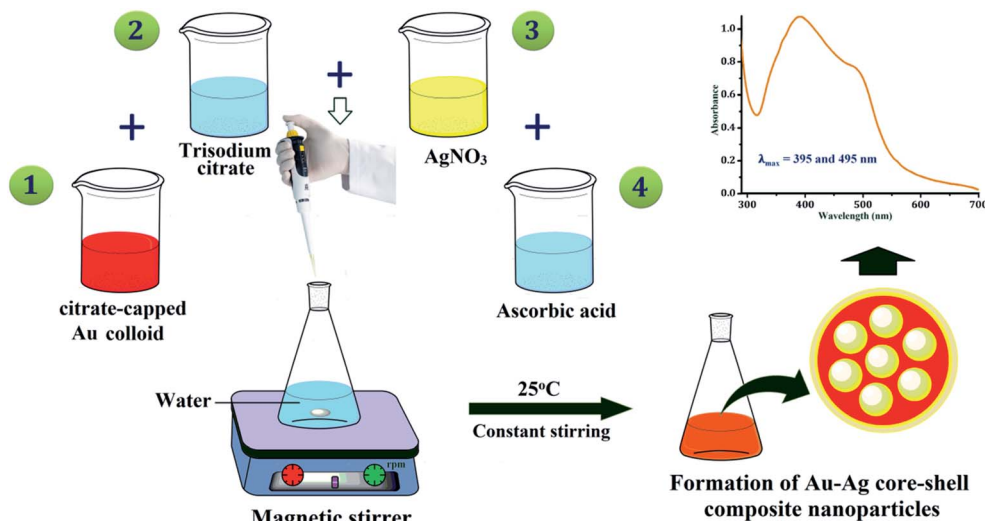 1
citrate-capped
Au colloid
+
2
Trisodium
citrate
+
3
AgNO₃
+
4
Ascorbic acid
Water
rpm
Magnetic stirrer
25°C
Constant stirring
Formation of Au-Ag core-shell
composite nanoparticles
Absorbance
1.0
0.8
0.6
0.4
0.2
0.0
λmax = 395 and 495 nm
300
400
500
600
700
Wavelength (nm)